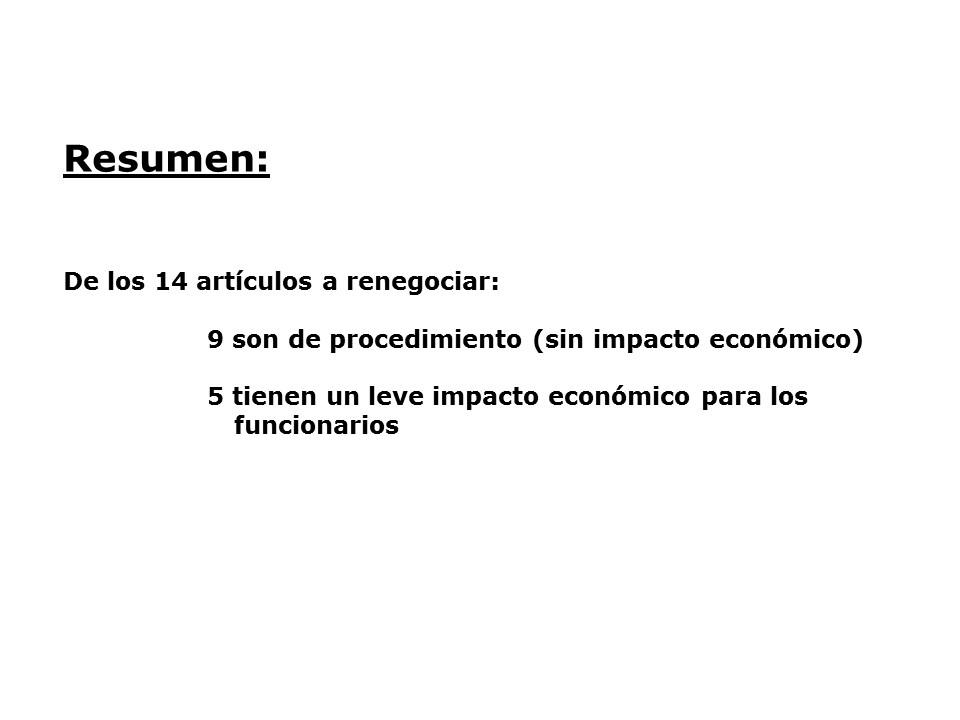 Resumen:
De los 14 artículos a renegociar:
9 son de procedimiento (sin impacto económico)
5 tienen un leve impacto económico para los
funcionarios